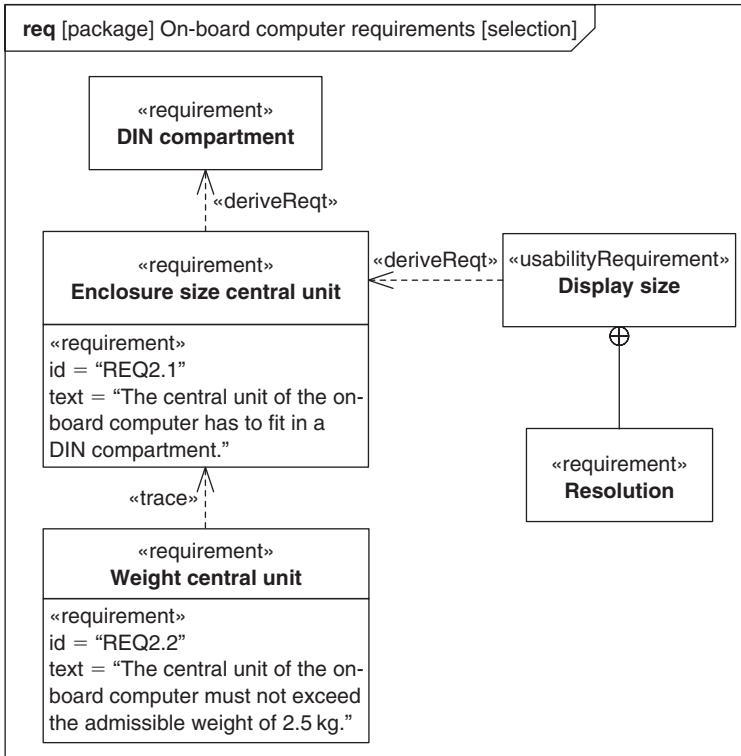 req [package] On-board computer requirements [selection]
«requirement»
DIN compartment
«deriveReqt»
«requirement»
Enclosure size central unit
«requirement»
id = “REQ2.1”
text = “The central unit of the on-
board computer has to fit in a
DIN compartment.”
«deriveReqt»
«usabilityRequirement»
Display size
«requirement»
Resolution
«trace»
«requirement»
Weight central unit
«requirement»
id = “REQ2.2”
text = “The central unit of the on-
board computer must not exceed
the admissible weight of 2.5 kg.”